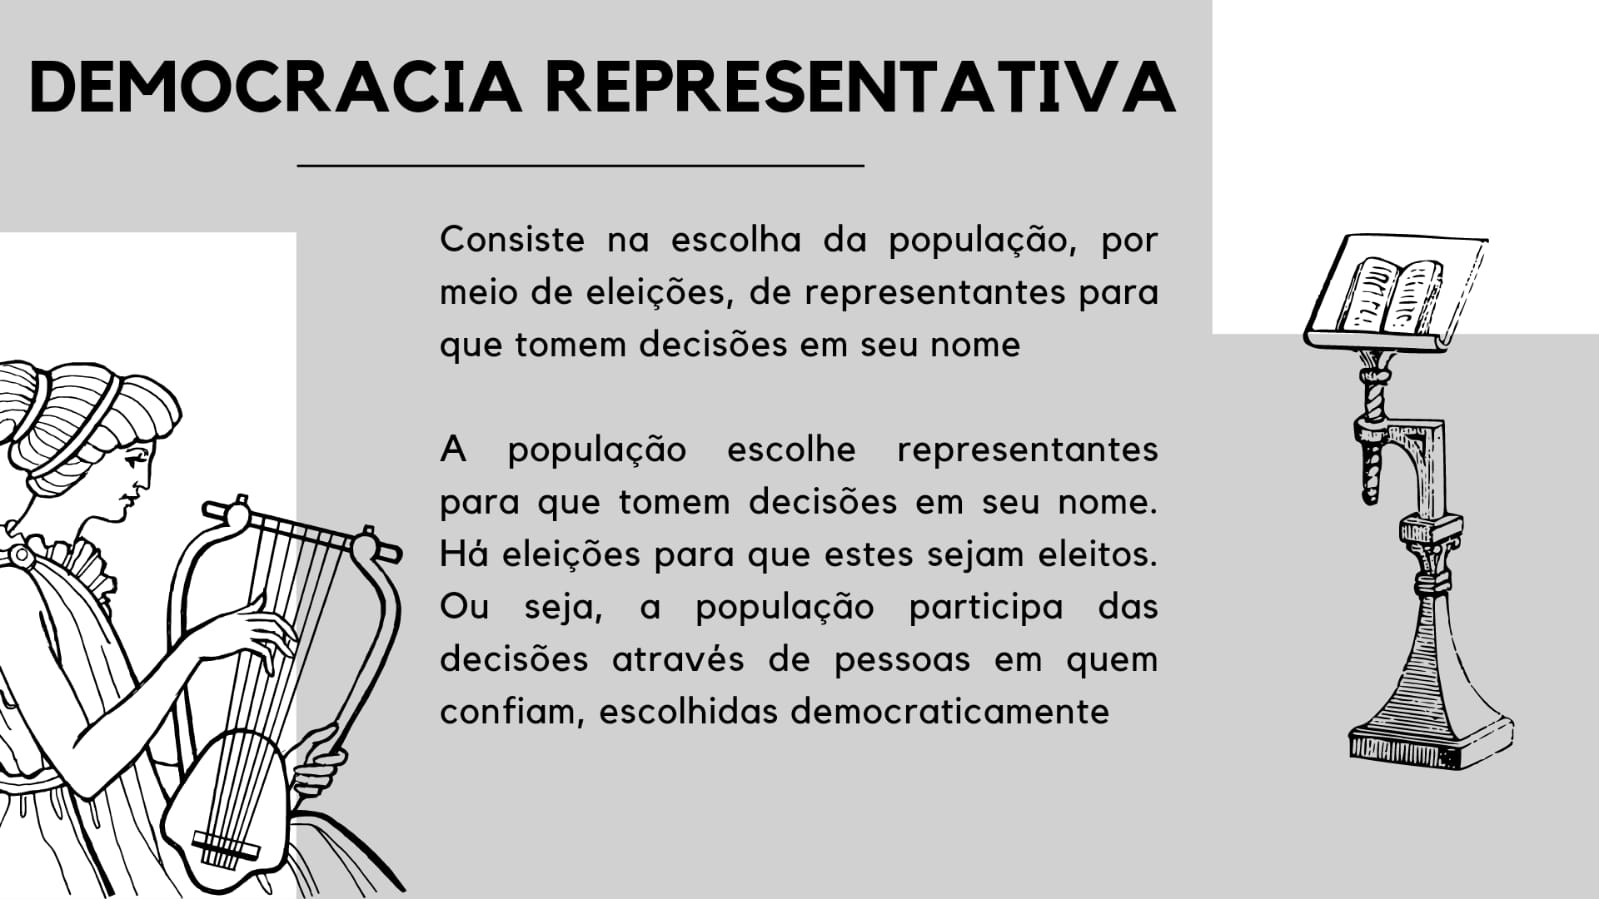 DEMOCRACIA REPRESENTATIVA
Consiste na escolha da população, por
meio de eleições, de representantes para
que tomem decisões em seu nome
A população escolhe representantes
para que tomem decisões em seu nome.
Há eleições para que estes sejam eleitos.
Ou seja, a população participa das
decisões através de pessoas em quem
confiam, escolhidas democraticamente